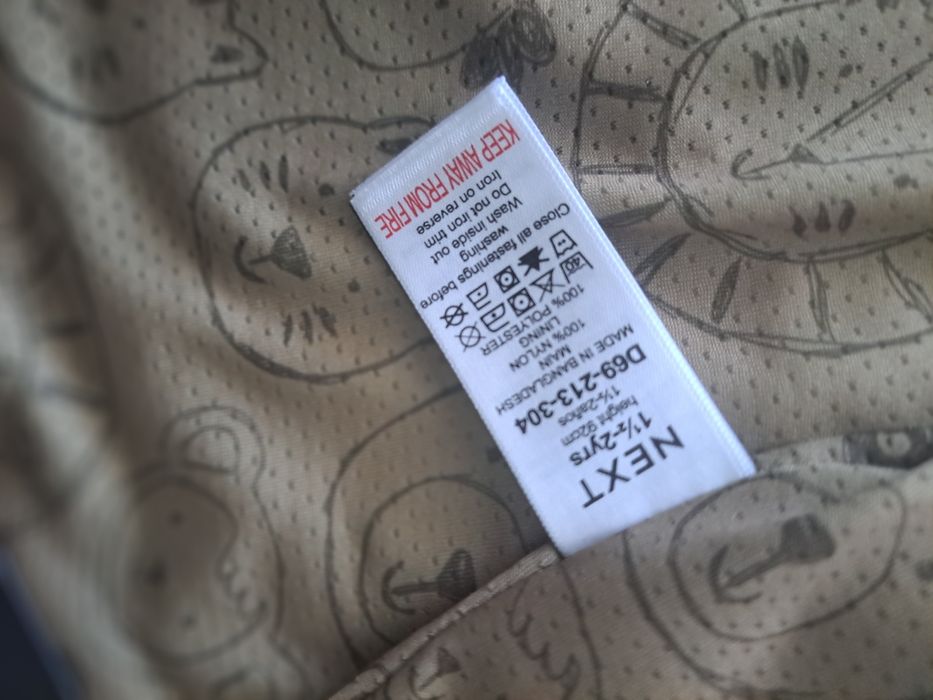 NEXT
1½-2yrs
height 92cm
1½-2años
D69-213-304
MADE IN BANGLADESH
MAIN
100% NYLON
LINING
100% POLYESTER
40
Close all fastenings before
washing
Wash inside out
Do not iron trim
Iron on reverse
KEEP AWAY FROM FIRE